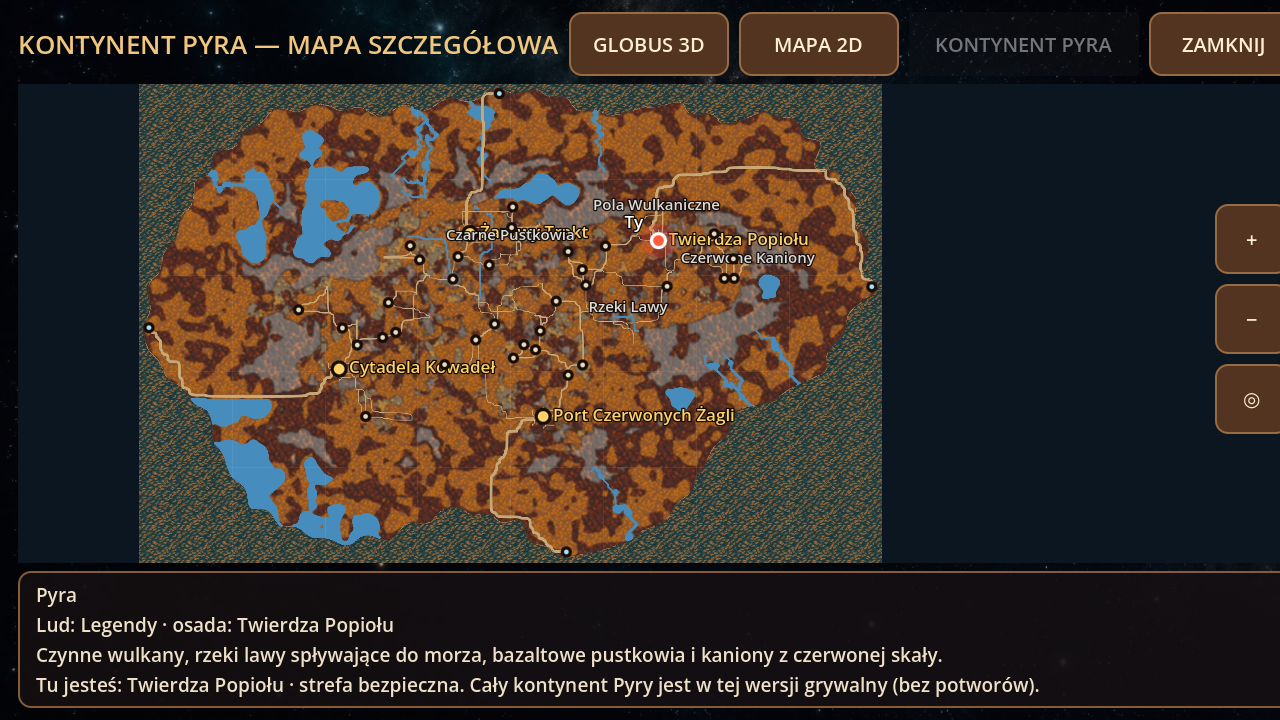 KONTYNENT PYRA — MAPA SZCZEGÓŁOWA
GLOBUS 3D
MAPA 2D
KONTYNENT PYRA
ZAMKNIJ
Pola Wulkaniczne
Ty
Trakt
Czarne Pustkowia
Twierdza Popiołu
Czerwone Kaniony
Rzeki Lawy
Cytadela Kowadeł
Port Czerwonych Żagli
+
−
◎
Pyra
Lud: Legendy · osada: Twierdza Popiołu
Czynne wulkany, rzeki lawy spływające do morza, bazaltowe pustkowia i kaniony z czerwonej skały.
Tu jesteś: Twierdza Popiołu · strefa bezpieczna. Cały kontynent Pyry jest w tej wersji grywalny (bez potworów).